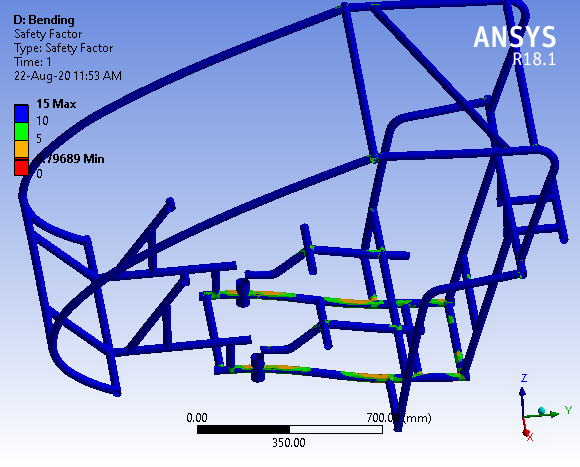 D: Bending
Safety Factor
Type: Safety Factor
Time: 1
22-Aug-20 11:53 AM
ANSYS
R18.1
15 Max
10
5
0.79689 Min
0
0.00
700.00 (mm)
350.00
Z
Y
X